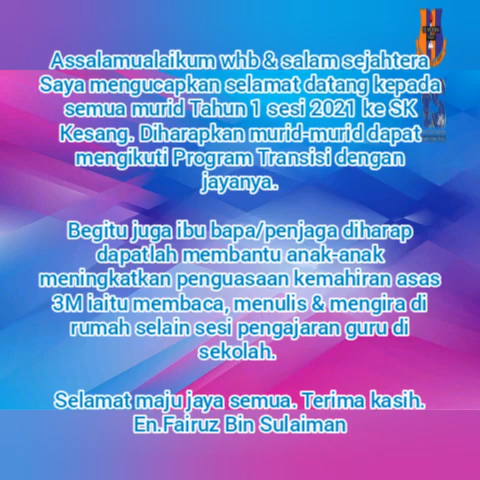 Assalamualaikum whb & salam sejahtera
Saya mengucapkan selamat datang kepada
semua murid Tahun 1 sesi 2021 ke SK
Kesang. Diharapkan murid-murid dapat
mengikuti Program Transisi dengan
jayanya.
Begitu juga ibu bapa/penjaga diharap
dapatlah membantu anak-anak
meningkatkan penguasaan kemahiran asas
3M iaitu membaca, menulis & mengira di
rumah selain sesi pengajaran guru di
sekolah.
Selamat maju jaya semua. Terima kasih.
En.Fairuz Bin Sulaiman